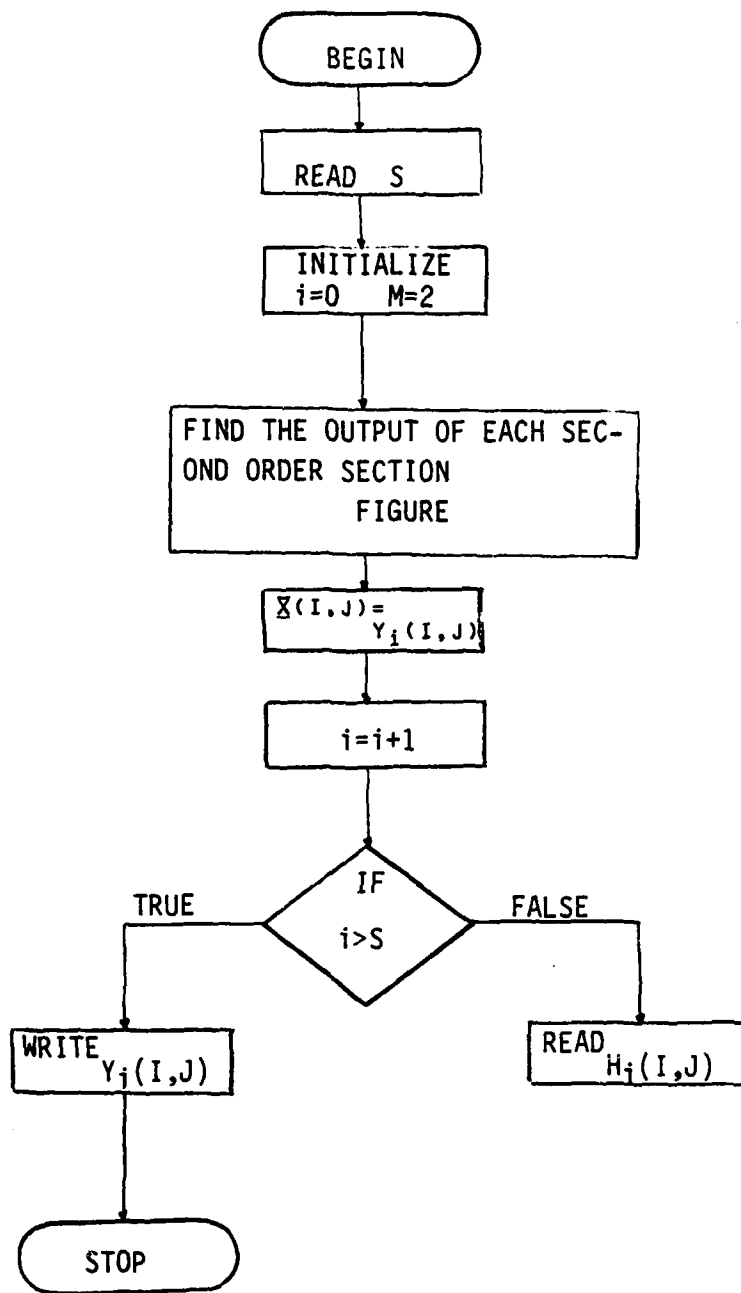 BEGIN
READ S
INITIALIZE
i=0 M=2
FIND THE OUTPUT OF EACH SEC-
OND ORDER SECTION
FIGURE
X(I,J)=
Yi(I,J)
i=i+1
IF
i>S
TRUE
FALSE
WRITE
Yi(I,J)
READ
Hi(I,J)
STOP